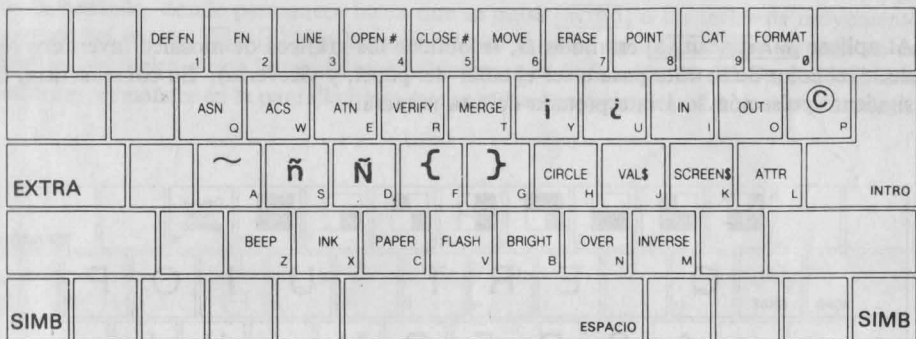 DEF FN FN LINE OPEN # CLOSE # MOVE ERASE POINT CAT FORMAT
1 2 3 4 5 6 7 8 9 0
ASN ACS ATN VERIFY MERGE ¡ ¿ IN OUT ©
Q W E R T Y U I O P
EXTRA ~ ñ Ñ { } CIRCLE VAL$ SCREEN$ ATTR INTRO
A S D F G H J K L
BEEP INK PAPER FLASH BRIGHT OVER INVERSE
Z X C V B N M
SIMB ESPACIO SIMB